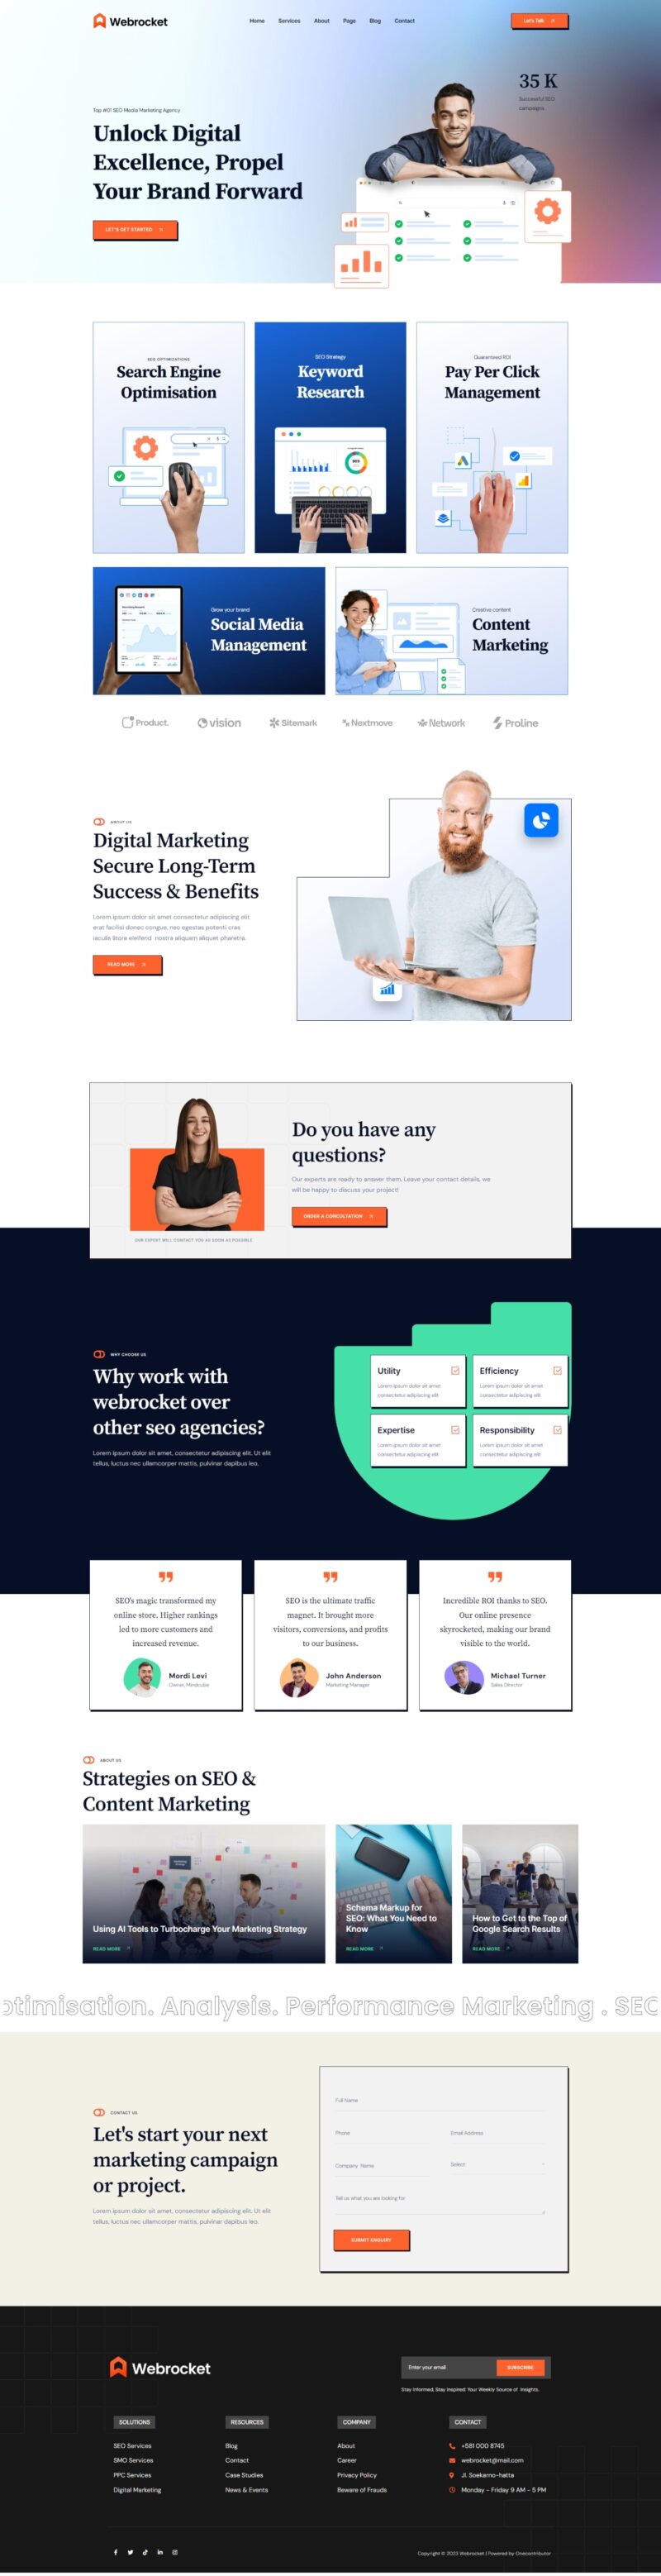 Webrocket
Home Services About Page Blog Contact
Let's Talk
35 K
Successful SEO
campaigns
Top #01 SEO Media Marketing Agency
Unlock Digital
Excellence, Propel
Your Brand Forward
LET'S GET STARTED
SEO OPTIMIZATIONS
Search Engine
Optimisation
SEO Strategy
Keyword
Research
Guaranteed ROI
Pay Per Click
Management
Grow your brand
Social Media
Management
Creative content
Content
Marketing
Product.
vision
Sitemark
Nextmove
Network
Proline
ABOUT US
Digital Marketing
Secure Long-Term
Success & Benefits
Lorem ipsum dolor sit amet consectetur adipiscing elit
erat facilisi donec congue, nec egestas potenti cras
iaculis litora eleifend nostra aliquam aliquet pharetra.
READ MORE
Do you have any
questions?
Our experts are ready to answer them. Leave your contact details, we
will be happy to discuss your project!
ORDER A CONSULTATION
OUR EXPERT WILL CONTACT YOU AS SOON AS POSSIBLE
WHY CHOOSE US
Why work with
webrocket over
other seo agencies?
Lorem ipsum dolor sit amet, consectetur adipiscing elit. Ut elit
tellus, luctus nec ullamcorper mattis, pulvinar dapibus leo.
Utility
Lorem ipsum dolor sit amet
consectetur adipiscing elit
Efficiency
Lorem ipsum dolor sit amet
consectetur adipiscing elit
Expertise
Lorem ipsum dolor sit amet
consectetur adipiscing elit
Responsibility
Lorem ipsum dolor sit amet
consectetur adipiscing elit
SEO's magic transformed my
online store. Higher rankings
led to more customers and
increased revenue.
Mordi Levi
Owner, Minebulse
SEO is the ultimate traffic
magnet. It brought more
visitors, conversions, and profits
to our business.
John Anderson
Marketing Manager
Incredible ROI thanks to SEO.
Our online presence
skyrocketed, making our brand
visible to the world.
Michael Turner
Sales Director
ABOUT US
Strategies on SEO &
Content Marketing
Using AI Tools to Turbocharge Your Marketing Strategy
READ MORE
Schema Markup for
SEO: What You Need to
Know
READ MORE
How to Get to the Top of
Google Search Results
READ MORE
otimisation. Analysis. Performance Marketing . SEO
CONTACT US
Let's start your next
marketing campaign
or project.
Lorem ipsum dolor sit amet, consectetur adipiscing elit. Ut elit
tellus, luctus nec ullamcorper mattis, pulvinar dapibus leo.
Full Name
Phone
Email Address
Company Name
Select
Tell us what you are looking for
SUBMIT ENQUIRY
Webrocket
Enter your email
SUBSCRIBE
Stay Informed. Stay Inspired: Your Weekly Source of Insights.
SOLUTIONS
SEO Services
SMO Services
PPC Services
Digital Marketing
RESOURCES
Blog
Contact
Case Studies
News & Events
COMPANY
About
Career
Privacy Policy
Beware of Frauds
CONTACT
+581 000 8745
webrocket@mail.com
Jl. Soekarno-hatta
Monday - Friday 9 AM - 5 PM
Copyright © 2023 Webrocket | Powered by Onecontributor